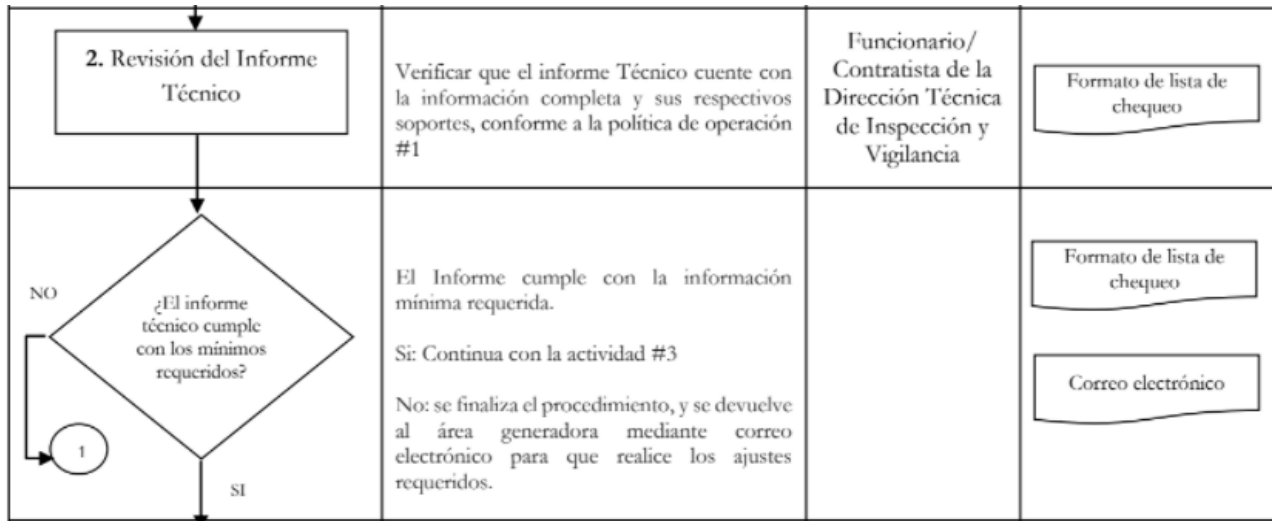 2. Revisión del Informe
Técnico
Verificar que el informe Técnico cuente con
la información completa y sus respectivos
soportes, conforme a la política de operación
#1
Funcionario/
Contratista de la
Dirección Técnica
de Inspección y
Vigilancia
Formato de lista de
chequeo
NO
¿El informe
técnico cumple
con los mínimos
requeridos?
1
SI
El Informe cumple con la información
mínima requerida.
Si: Continua con la actividad #3
No: se finaliza el procedimiento, y se devuelve
al área generadora mediante correo
electrónico para que realice los ajustes
requeridos.
Formato de lista de
chequeo
Correo electrónico